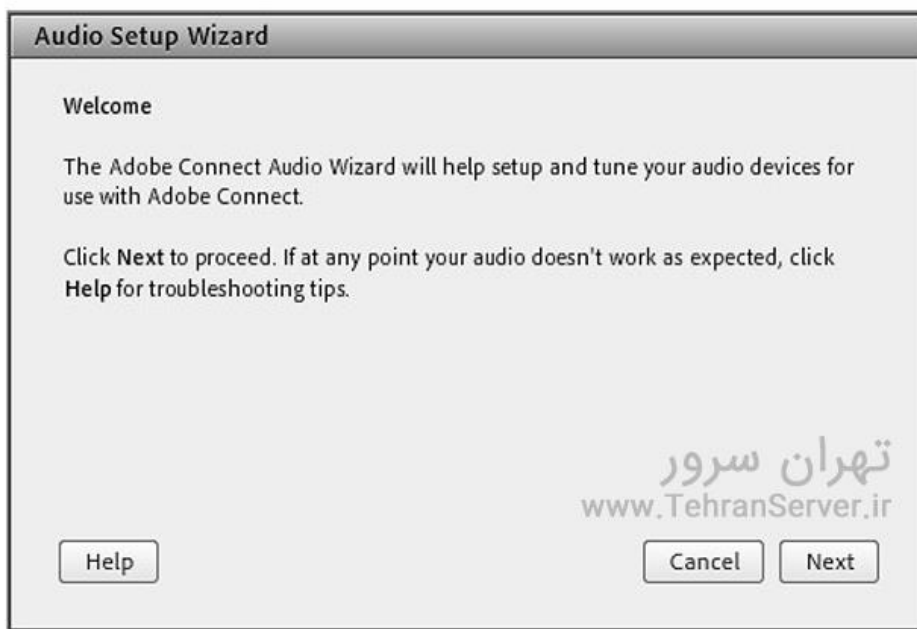 Audio Setup Wizard
Welcome
The Adobe Connect Audio Wizard will help setup and tune your audio devices for
use with Adobe Connect.
Click Next to proceed. If at any point your audio doesn't work as expected, click
Help for troubleshooting tips.
تهران سرور
www.TehranServer.ir
Help
Cancel
Next